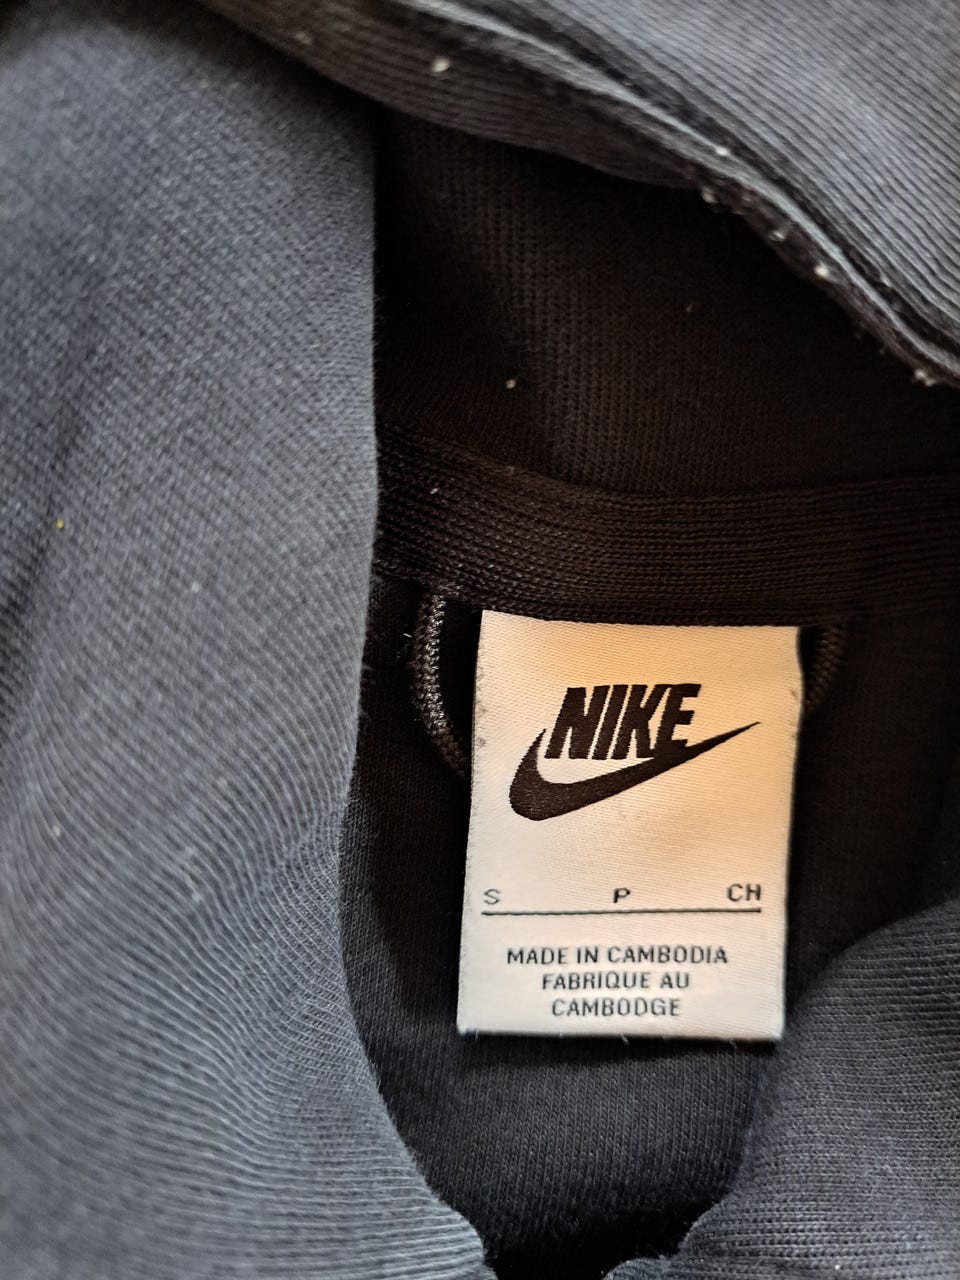 NIKE
S P CH
MADE IN CAMBODIA
FABRIQUE AU
CAMBODGE